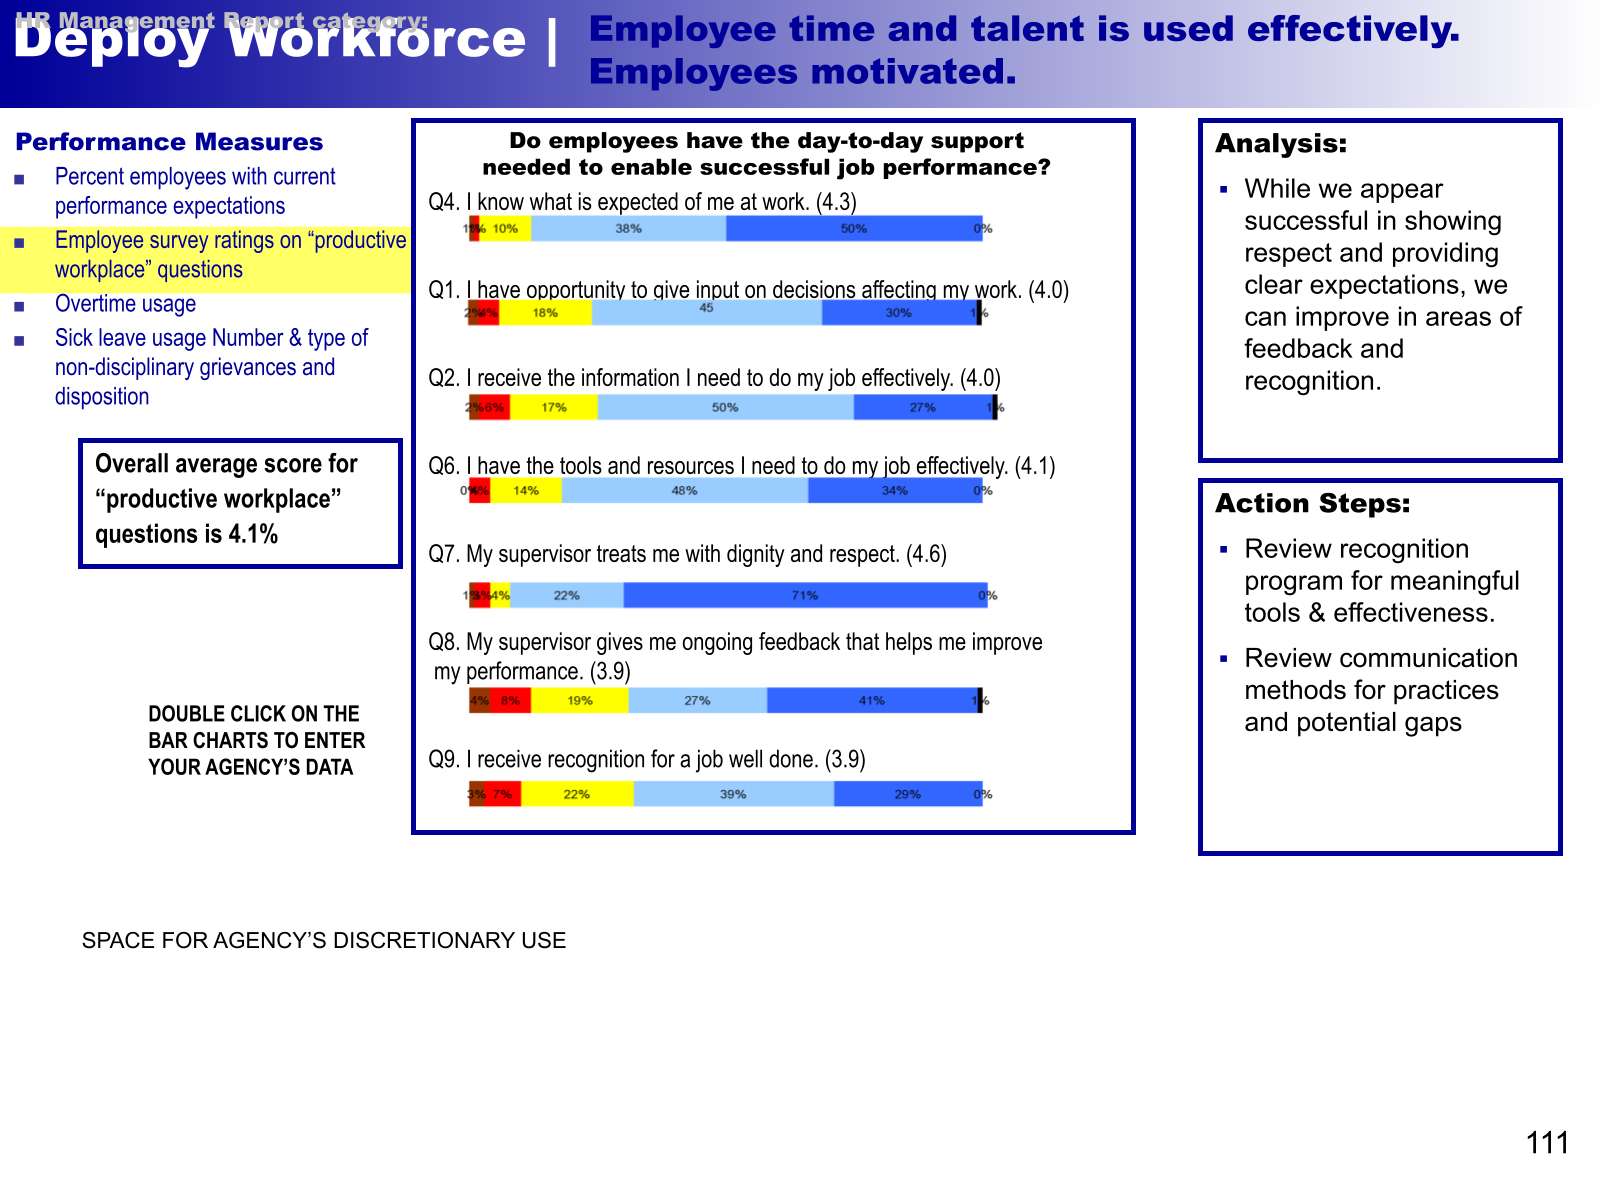 HR Management Report category:
Deploy Workforce |
Employee time and talent is used effectively.
Employees motivated.
Performance Measures
■ Percent employees with current
performance expectations
■ Employee survey ratings on “productive
workplace” questions
■ Overtime usage
■ Sick leave usage Number & type of
non-disciplinary grievances and
disposition
Overall average score for
“productive workplace”
questions is 4.1%
DOUBLE CLICK ON THE
BAR CHARTS TO ENTER
YOUR AGENCY’S DATA
Do employees have the day-to-day support
needed to enable successful job performance?
Q4. I know what is expected of me at work. (4.3)
10% 38% 50% 0%
Q1. I have opportunity to give input on decisions affecting my work. (4.0)
2% 4% 18% 45 30% 1%
Q2. I receive the information I need to do my job effectively. (4.0)
2% 6% 17% 50% 27% 1%
Q6. I have the tools and resources I need to do my job effectively. (4.1)
0% 4% 14% 48% 34% 0%
Q7. My supervisor treats me with dignity and respect. (4.6)
1% 3% 4% 22% 71% 0%
Q8. My supervisor gives me ongoing feedback that helps me improve
my performance. (3.9)
4% 8% 19% 27% 41% 1%
Q9. I receive recognition for a job well done. (3.9)
3% 7% 22% 39% 29% 0%
Analysis:
▪ While we appear
successful in showing
respect and providing
clear expectations, we
can improve in areas of
feedback and
recognition.
Action Steps:
▪ Review recognition
program for meaningful
tools & effectiveness.
▪ Review communication
methods for practices
and potential gaps
SPACE FOR AGENCY’S DISCRETIONARY USE
111